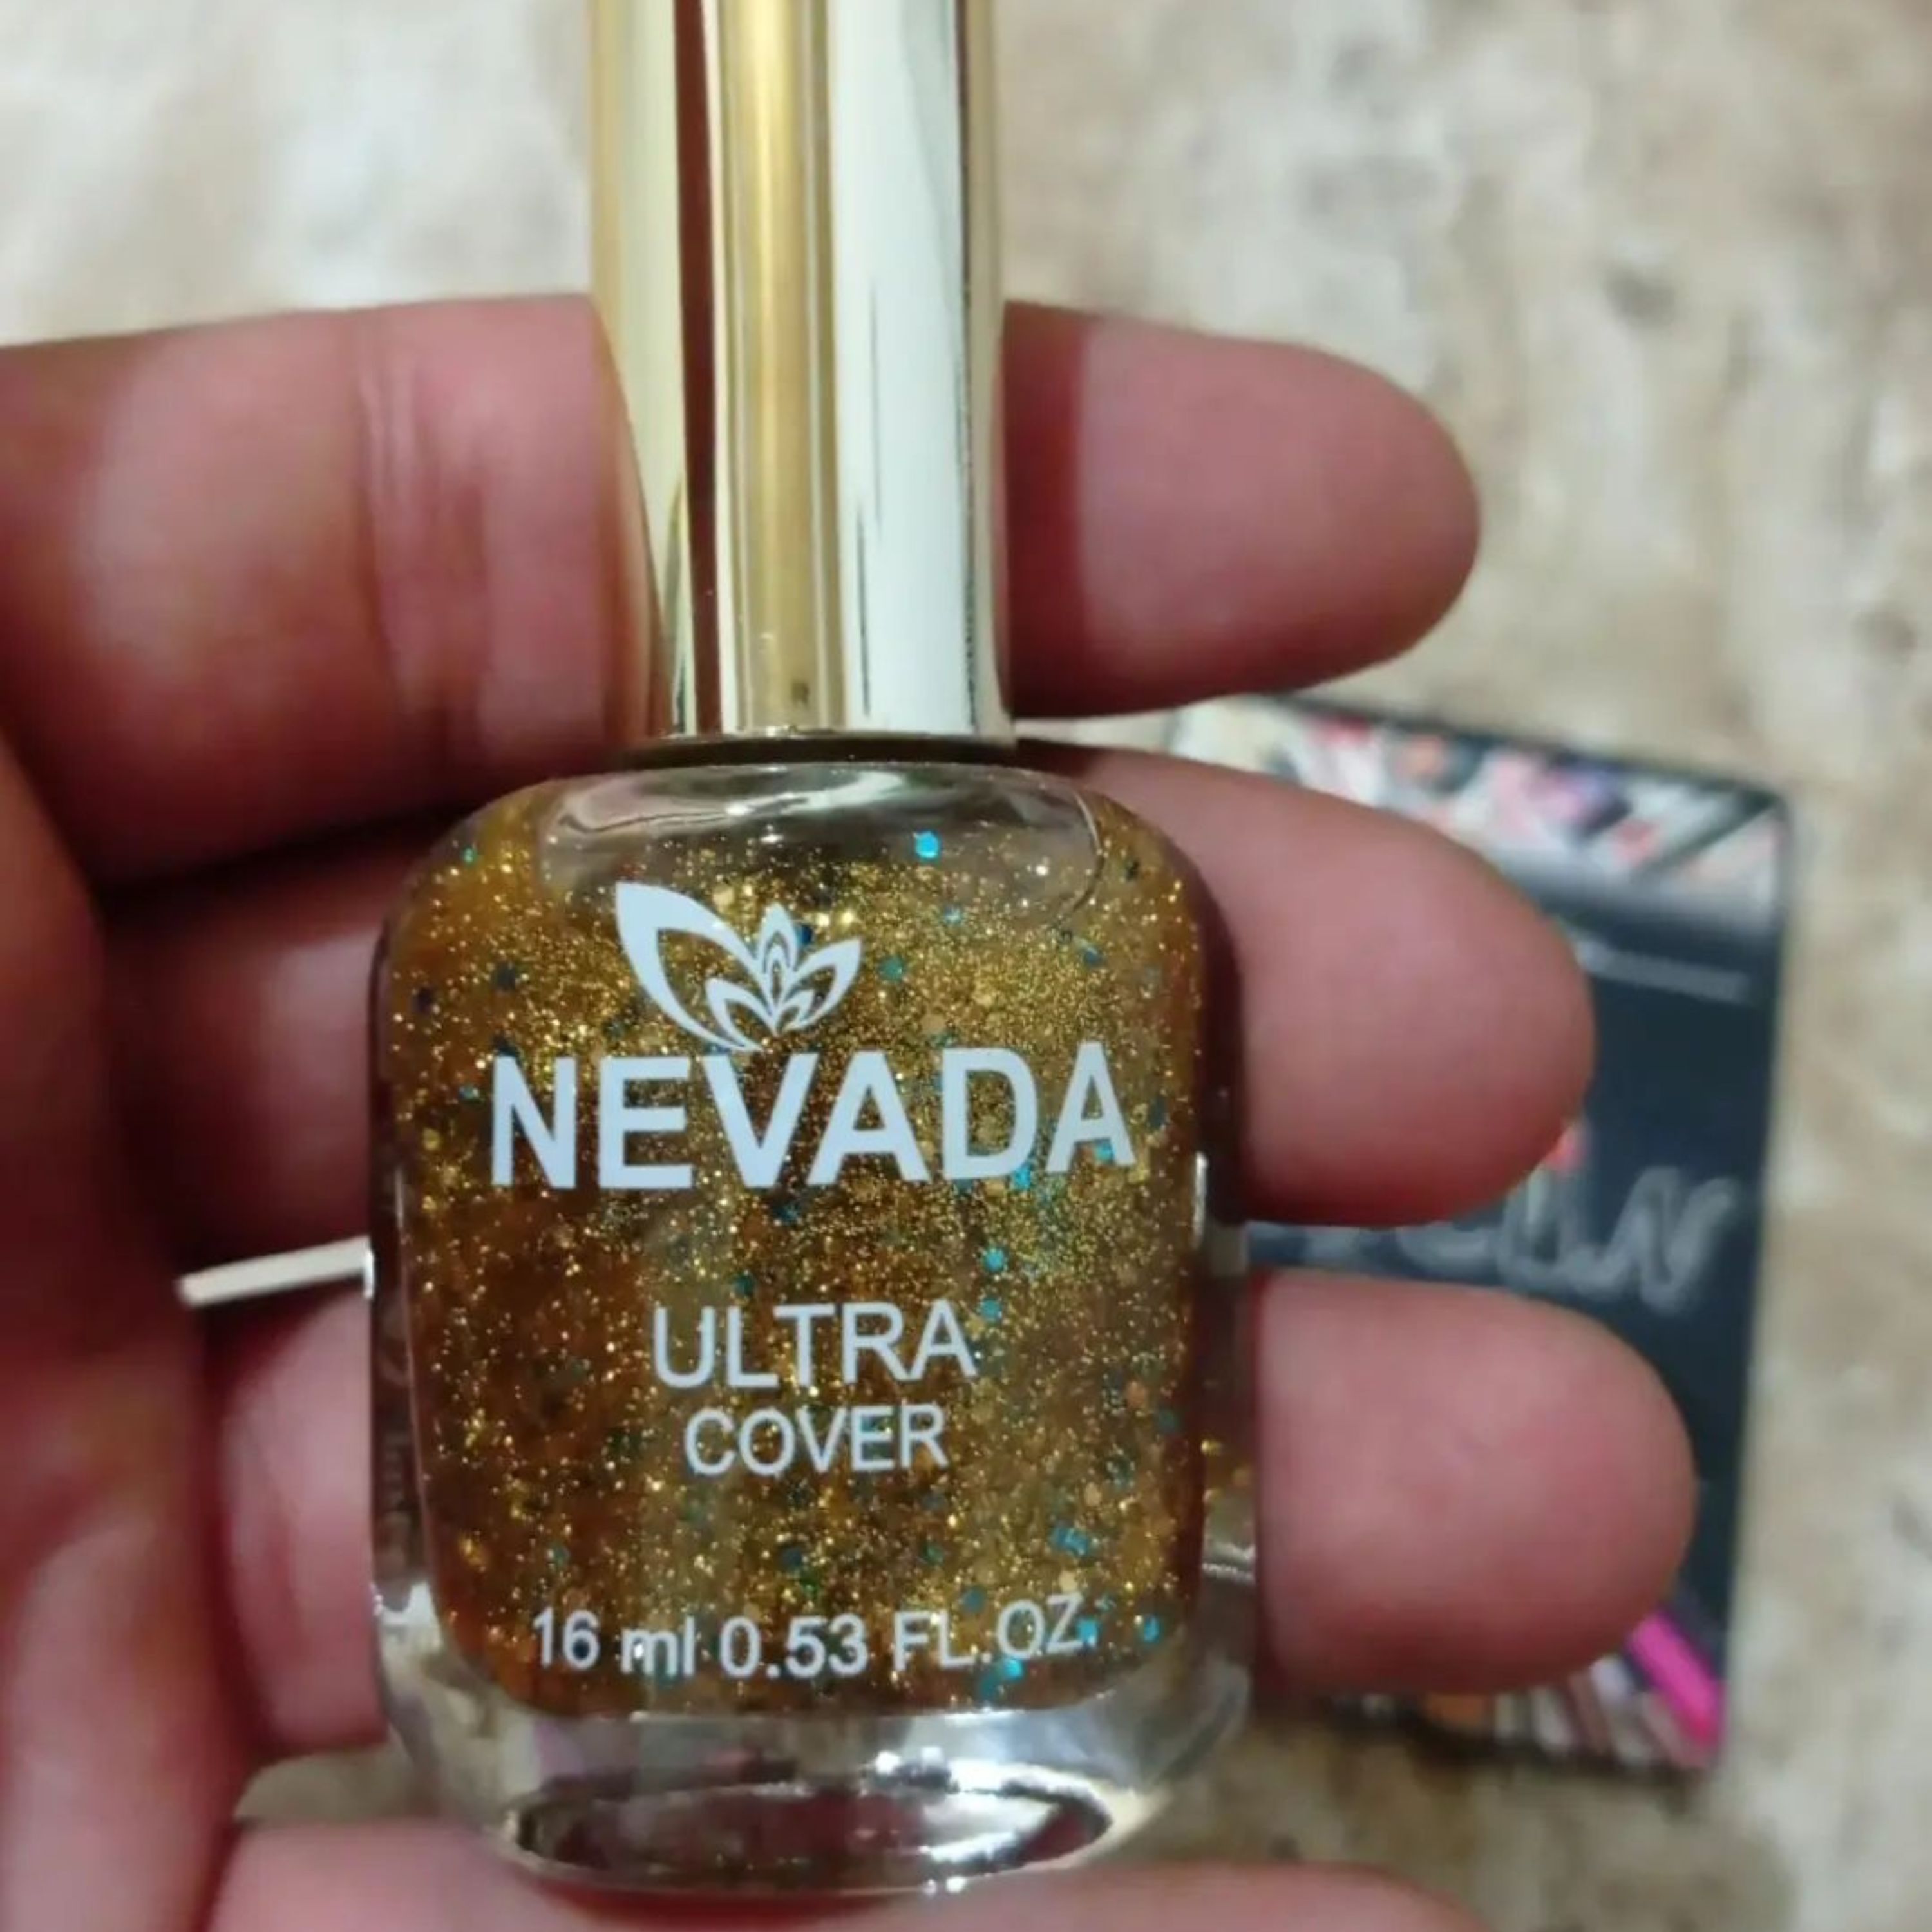 NEVADA
ULTRA
COVER
16 ml 0.53 FL.OZ.